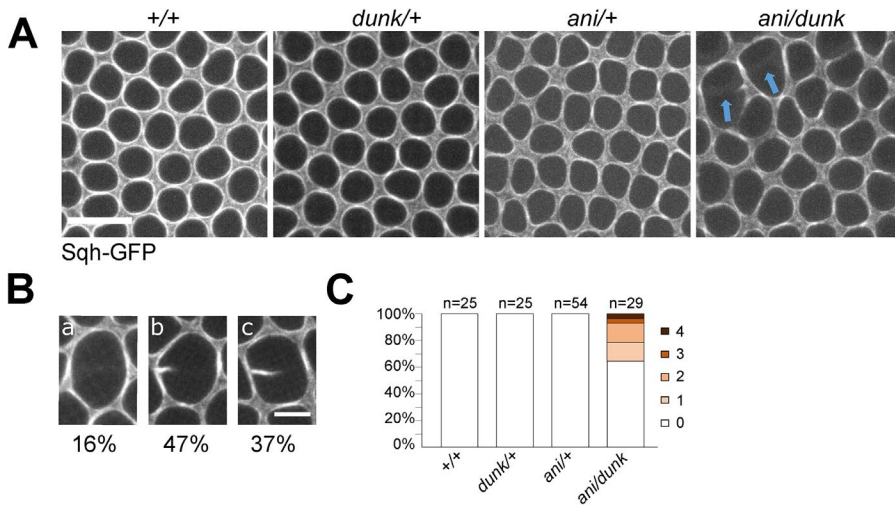 A
+/+ dunk/+ ani/+ ani/dunk
Sqh-GFP
B
a b c
16% 47% 37%
C
n=25 n=25 n=54 n=29
100%
80%
60%
40%
20%
0%
+/+ dunk/+ ani/+ ani/dunk
4
3
2
1
0